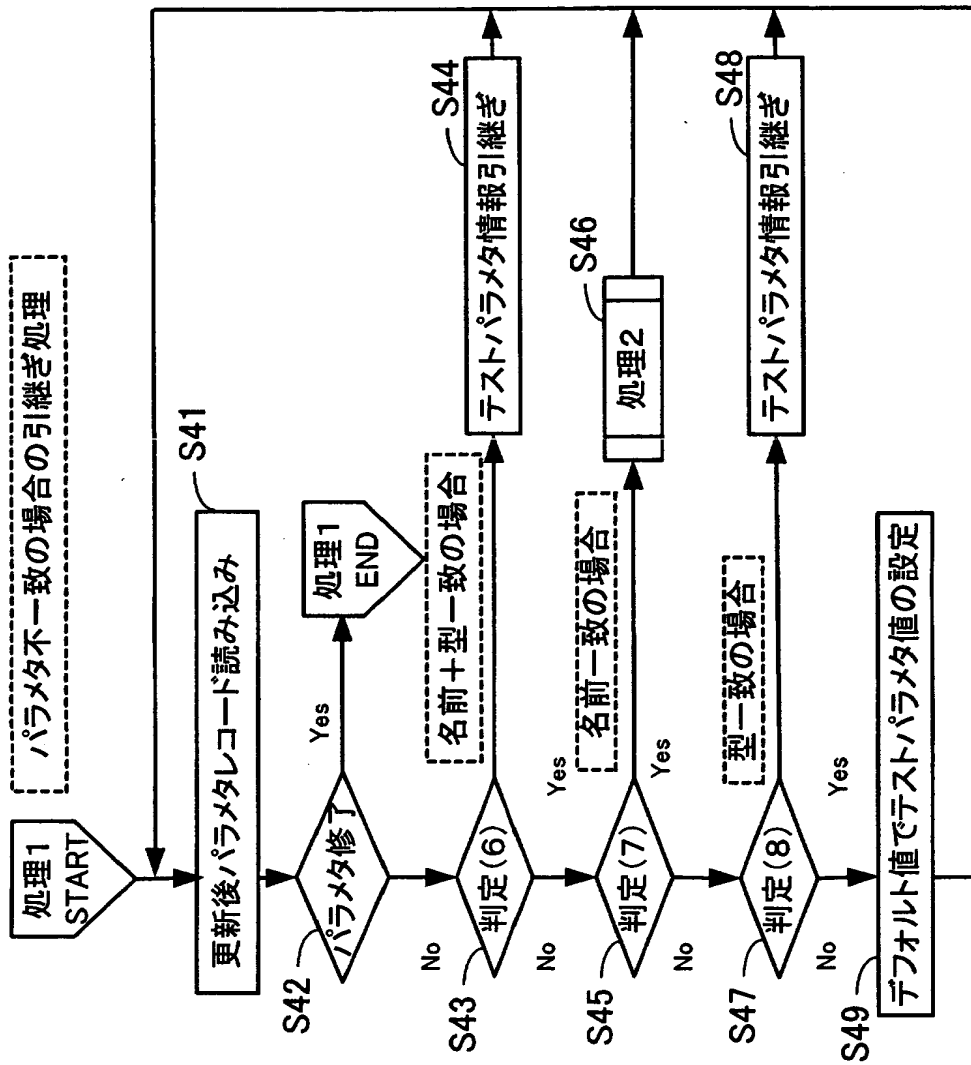 処理1
START
パラメタ不一致の場合の引継ぎ処理
S41
更新後パラメタレコード読み込み
S42
パラメタ修了
Yes
処理1
END
No
S43
判定(6)
Yes
名前+型一致の場合
S44
テストパラメタ情報引継ぎ
No
S45
判定(7)
Yes
名前一致の場合
S46
処理2
No
S47
判定(8)
Yes
型一致の場合
S48
テストパラメタ情報引継ぎ
No
S49
デフォルト値でテストパラメタ値の設定